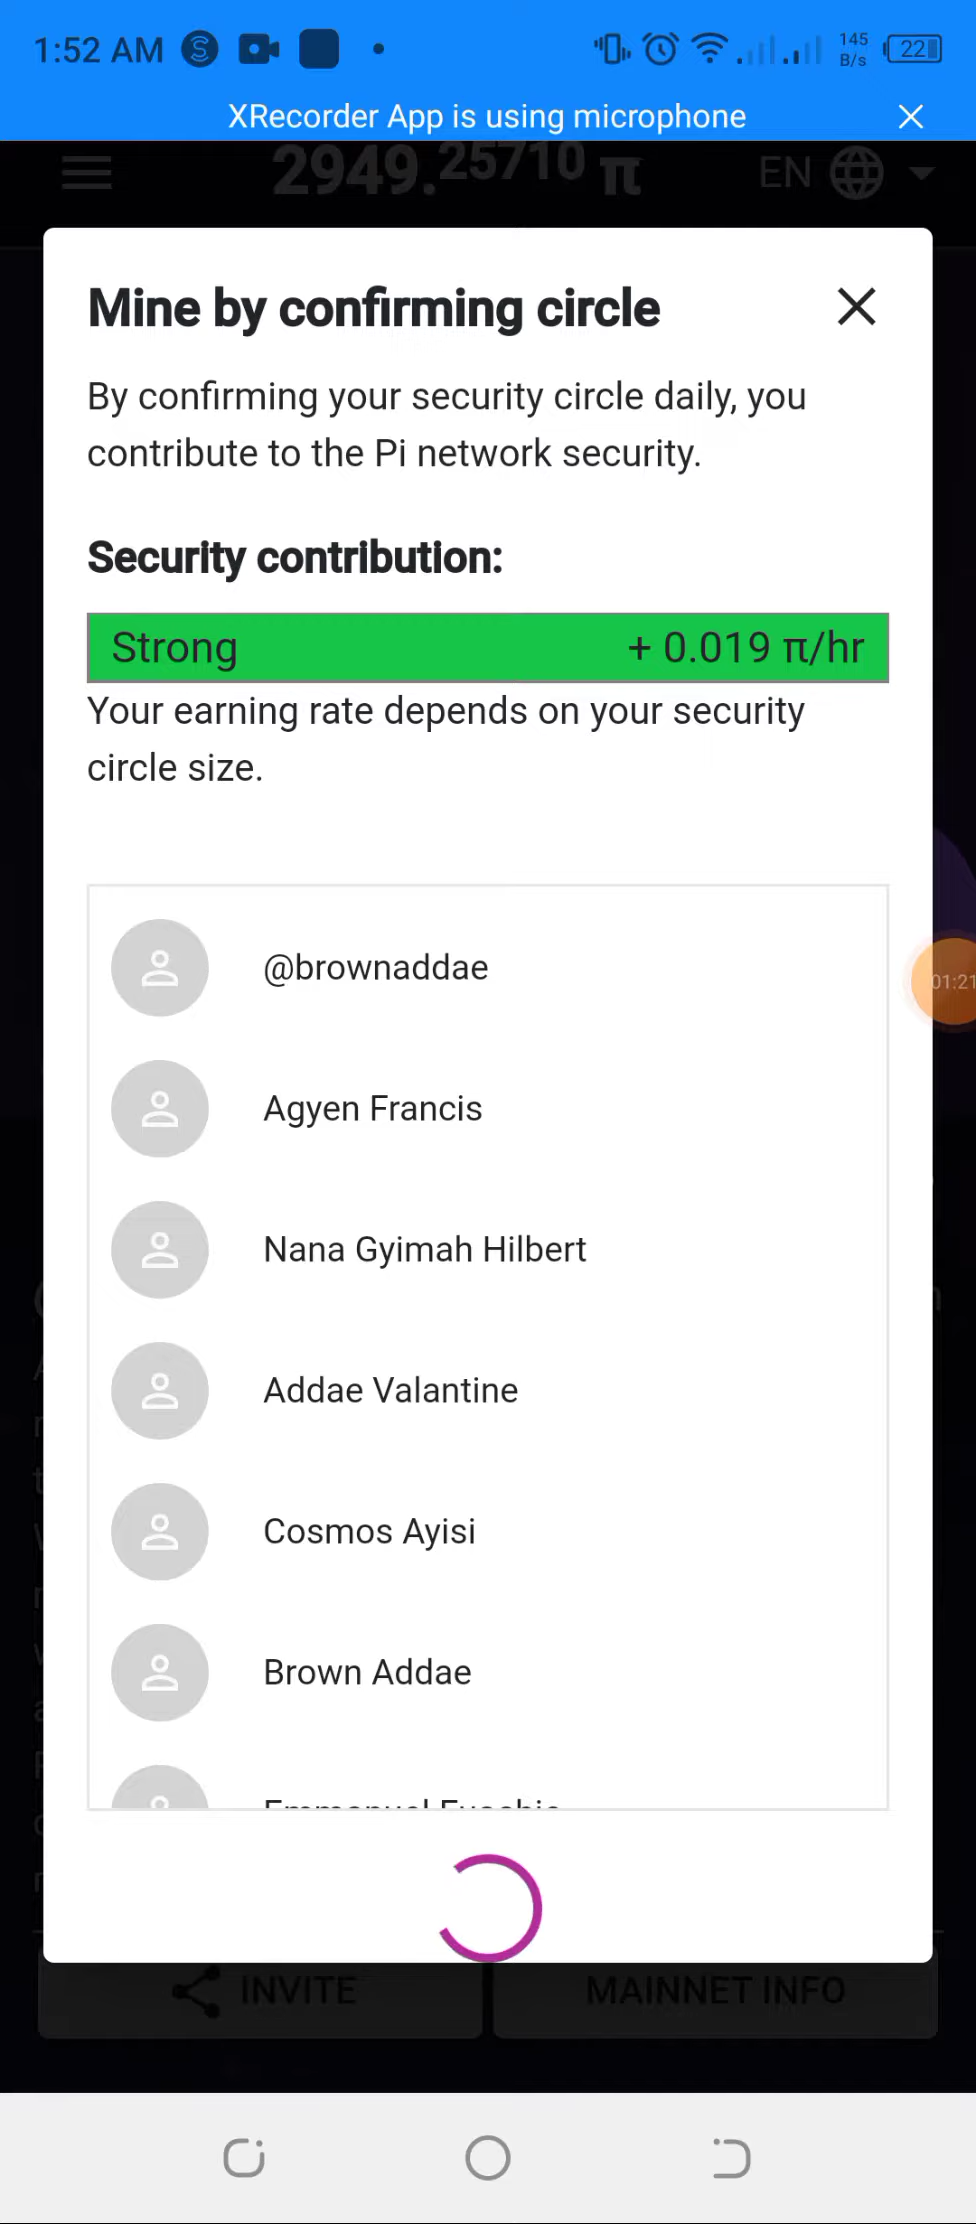 1:52 AM
145
B/s
22
XRecorder App is using microphone
2949.25710 π
EN
Mine by confirming circle
By confirming your security circle daily, you
contribute to the Pi network security.
Security contribution:
Strong + 0.019 π/hr
Your earning rate depends on your security
circle size.
@brownaddae
01:21
Agyen Francis
Nana Gyimah Hilbert
Addae Valantine
Cosmos Ayisi
Brown Addae
Emmanuel
INVITE
MAINNET INFO